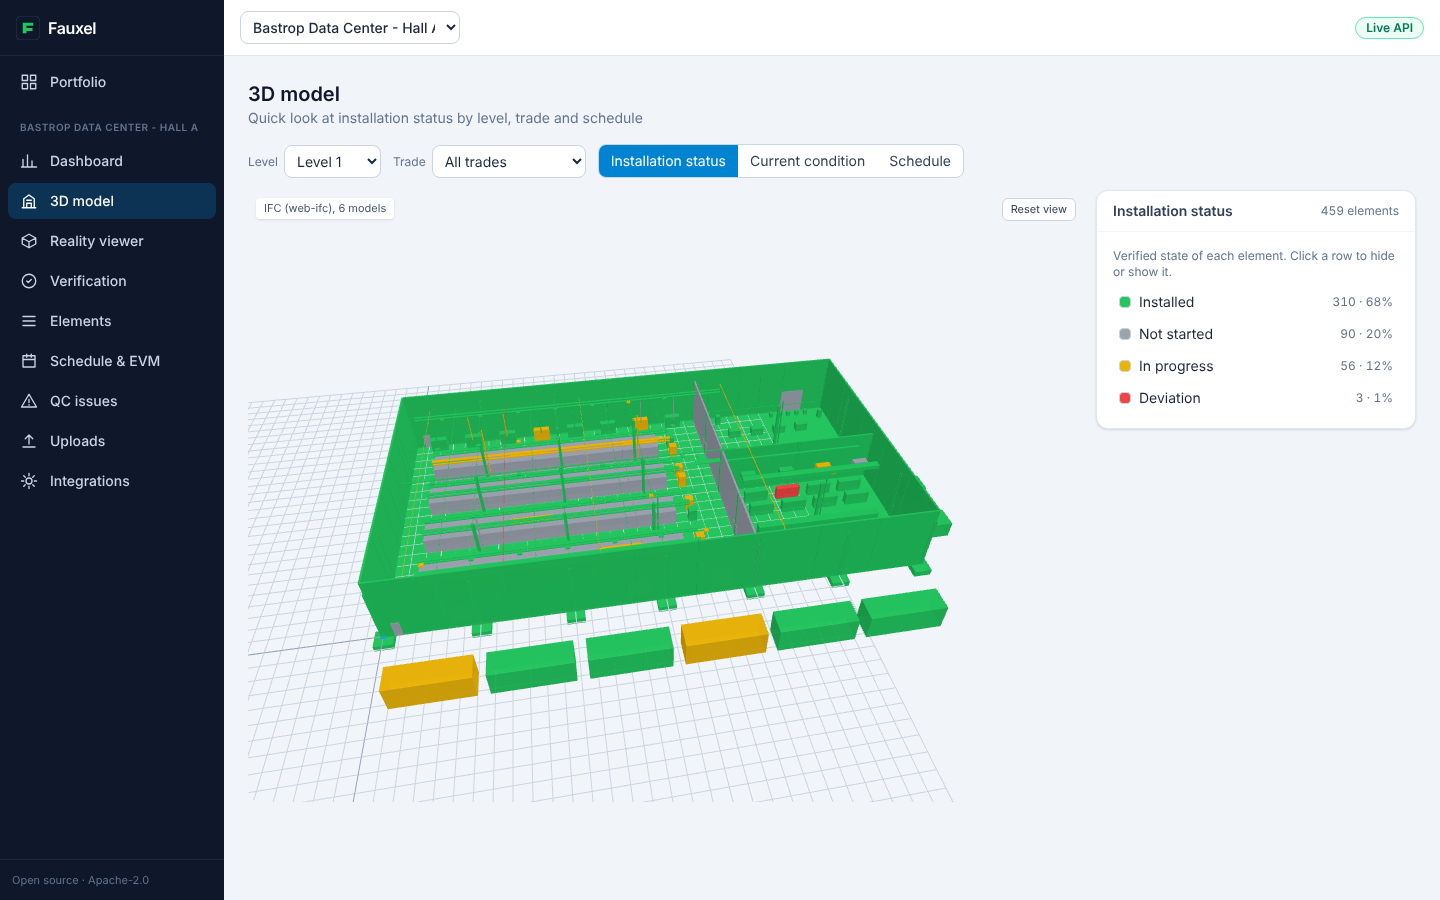 Fauxel
Portfolio
BASTROP DATA CENTER - HALL A
Dashboard
3D model
Reality viewer
Verification
Elements
Schedule & EVM
QC issues
Uploads
Integrations
Open source · Apache-2.0
Bastrop Data Center - Hall
Live API
3D model
Quick look at installation status by level, trade and schedule
Level Level 1 Trade All trades Installation status Current condition Schedule
IFC (web-ifc), 6 models
Reset view
Installation status 459 elements
Verified state of each element. Click a row to hide
or show it.
Installed 310 · 68%
Not started 90 · 20%
In progress 56 · 12%
Deviation 3 · 1%